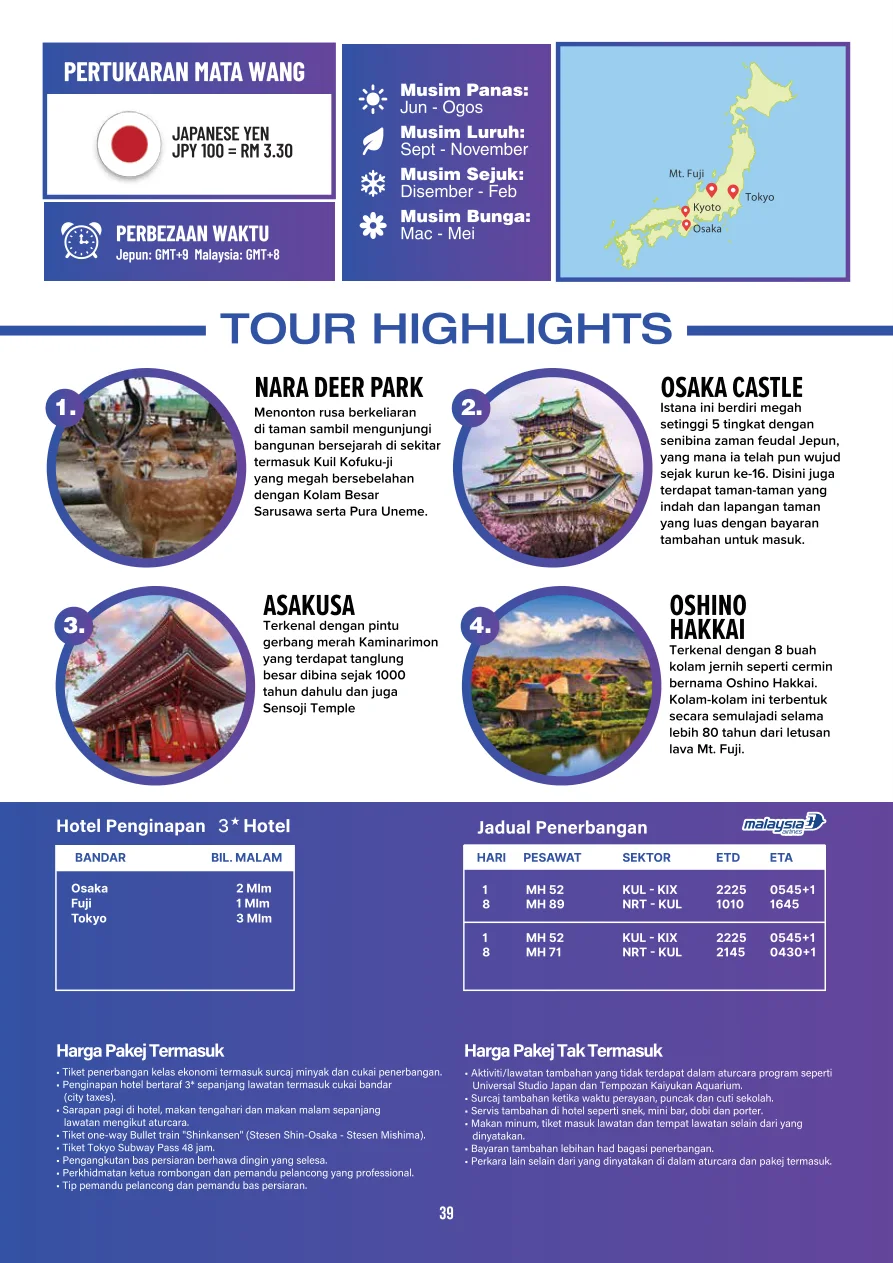 PERTUKARAN MATA WANG
JAPANESE YEN
JPY 100 = RM 3.30
PERBEZAAN WAKTU
Jepun: GMT+9 Malaysia: GMT+8
Musim Panas:
Jun - Ogos
Musim Luruh:
Sept - November
Musim Sejuk:
Disember - Feb
Musim Bunga:
Mac - Mei
Mt. Fuji
Tokyo
Kyoto
Osaka
TOUR HIGHLIGHTS
1.
NARA DEER PARK
Menonton rusa berkeliaran
di taman sambil mengunjungi
bangunan bersejarah di sekitar
termasuk Kuil Kofuku-ji
yang megah bersebelahan
dengan Kolam Besar
Sarusawa serta Pura Uneme.
2.
OSAKA CASTLE
Istana ini berdiri megah
setinggi 5 tingkat dengan
senibina zaman feudal Jepun,
yang mana ia telah pun wujud
sejak kurun ke-16. Disini juga
terdapat taman-taman yang
indah dan lapangan taman
yang luas dengan bayaran
tambahan untuk masuk.
3.
ASAKUSA
Terkenal dengan pintu
gerbang merah Kaminarimon
yang terdapat tanglung
besar dibina sejak 1000
tahun dahulu dan juga
Sensoji Temple
4.
OSHINO
HAKKAI
Terkenal dengan 8 buah
kolam jernih seperti cermin
bernama Oshino Hakkai.
Kolam-kolam ini terbentuk
secara semulajadi selama
lebih 80 tahun dari letusan
lava Mt. Fuji.
Hotel Penginapan 3★ Hotel
BANDAR BIL. MALAM
Osaka 2 Mlm
Fuji 1 Mlm
Tokyo 3 Mlm
Jadual Penerbangan
malaysia
airlines
HARI PESAWAT SEKTOR ETD ETA
1 MH 52 KUL - KIX 2225 0545+1
8 MH 89 NRT - KUL 1010 1645
1 MH 52 KUL - KIX 2225 0545+1
8 MH 71 NRT - KUL 2145 0430+1
Harga Pakej Termasuk
• Tiket penerbangan kelas ekonomi termasuk surcaj minyak dan cukai penerbangan.
• Penginapan hotel bertaraf 3* sepanjang lawatan termasuk cukai bandar
(city taxes).
• Sarapan pagi di hotel, makan tengahari dan makan malam sepanjang
lawatan mengikut aturcara.
• Tiket one-way Bullet train "Shinkansen" (Stesen Shin-Osaka - Stesen Mishima).
• Tiket Tokyo Subway Pass 48 jam.
• Pengangkutan bas persiaran berhawa dingin yang selesa.
• Perkhidmatan ketua rombongan dan pemandu pelancong yang professional.
• Tip pemandu pelancong dan pemandu bas persiaran.
Harga Pakej Tak Termasuk
• Aktiviti/lawatan tambahan yang tidak terdapat dalam aturcara program seperti
Universal Studio Japan dan Tempozan Kaiyukan Aquarium.
• Surcaj tambahan ketika waktu perayaan, puncak dan cuti sekolah.
• Servis tambahan di hotel seperti snek, mini bar, dobi dan porter.
• Makan minum, tiket masuk lawatan dan tempat lawatan selain dari yang
dinyatakan.
• Bayaran tambahan lebihan had bagasi penerbangan.
• Perkara lain selain dari yang dinyatakan di dalam aturcara dan pakej termasuk.
39